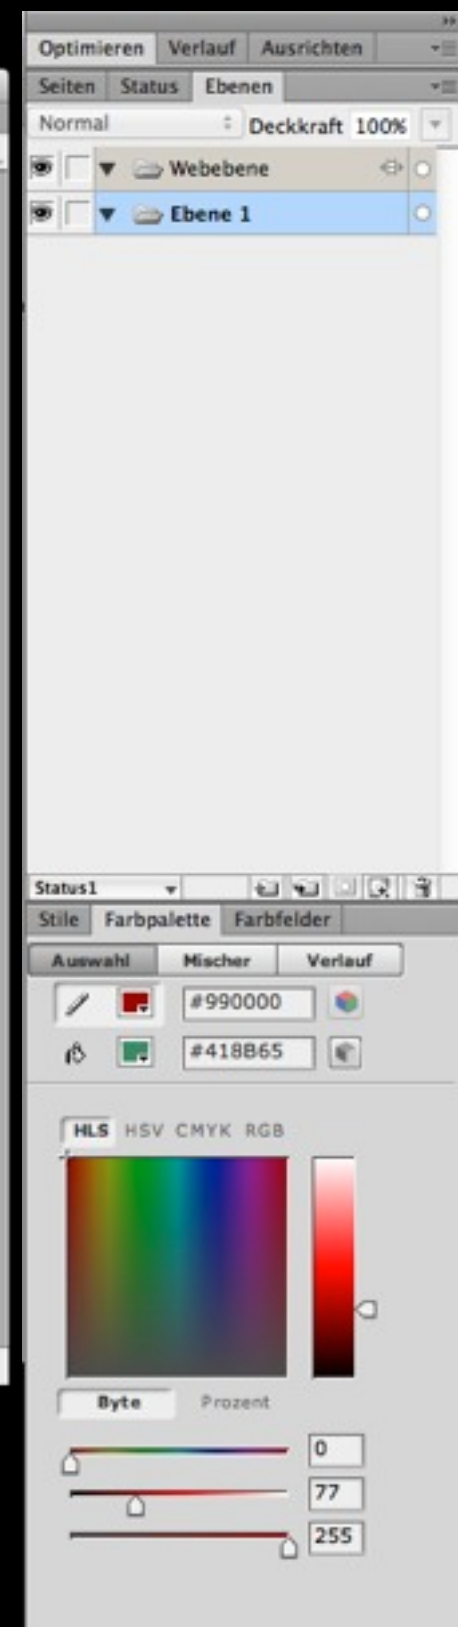 Optimieren Verlauf Ausrichten
Seiten Status Ebenen
Normal Deckkraft 100%
Webebene
Ebene 1
Status1
Stile Farbpalette Farbfelder
Auswahl Mischer Verlauf
#990000
#418B65
HLS HSV CMYK RGB
Byte Prozent
0
77
255